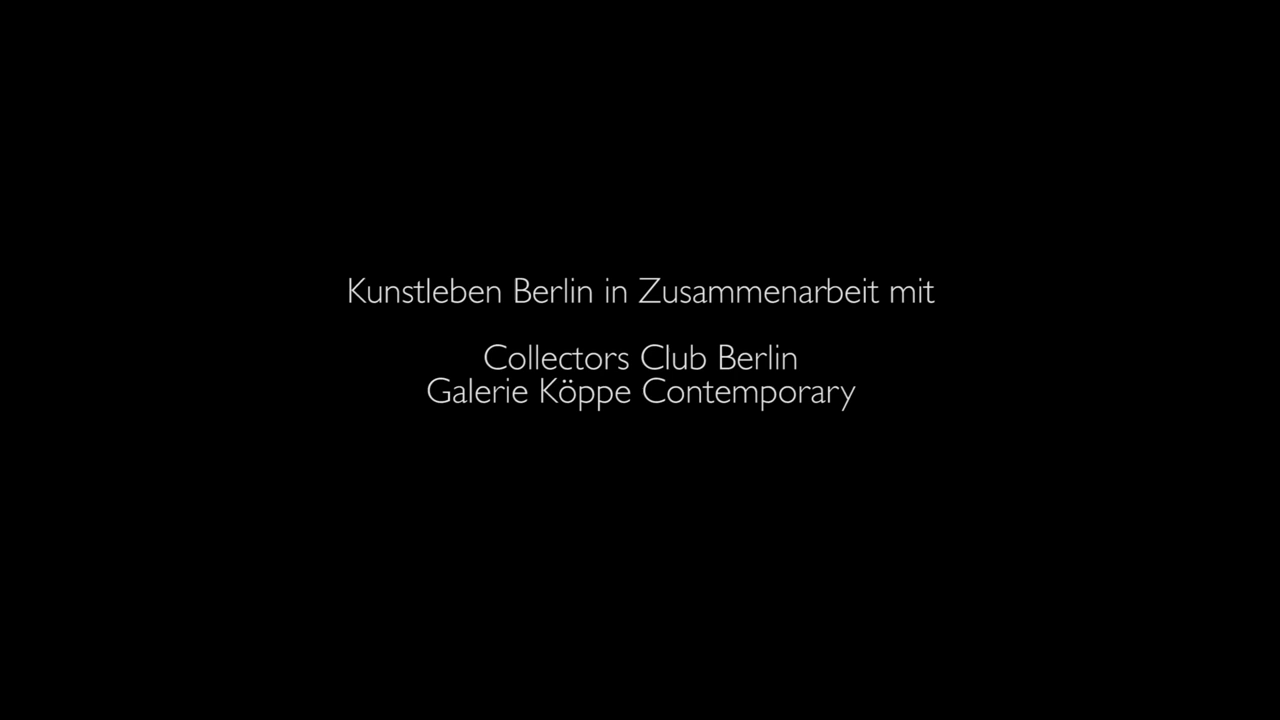 Kunstleben Berlin in Zusammenarbeit mit
Collectors Club Berlin
Galerie Köppe Contemporary